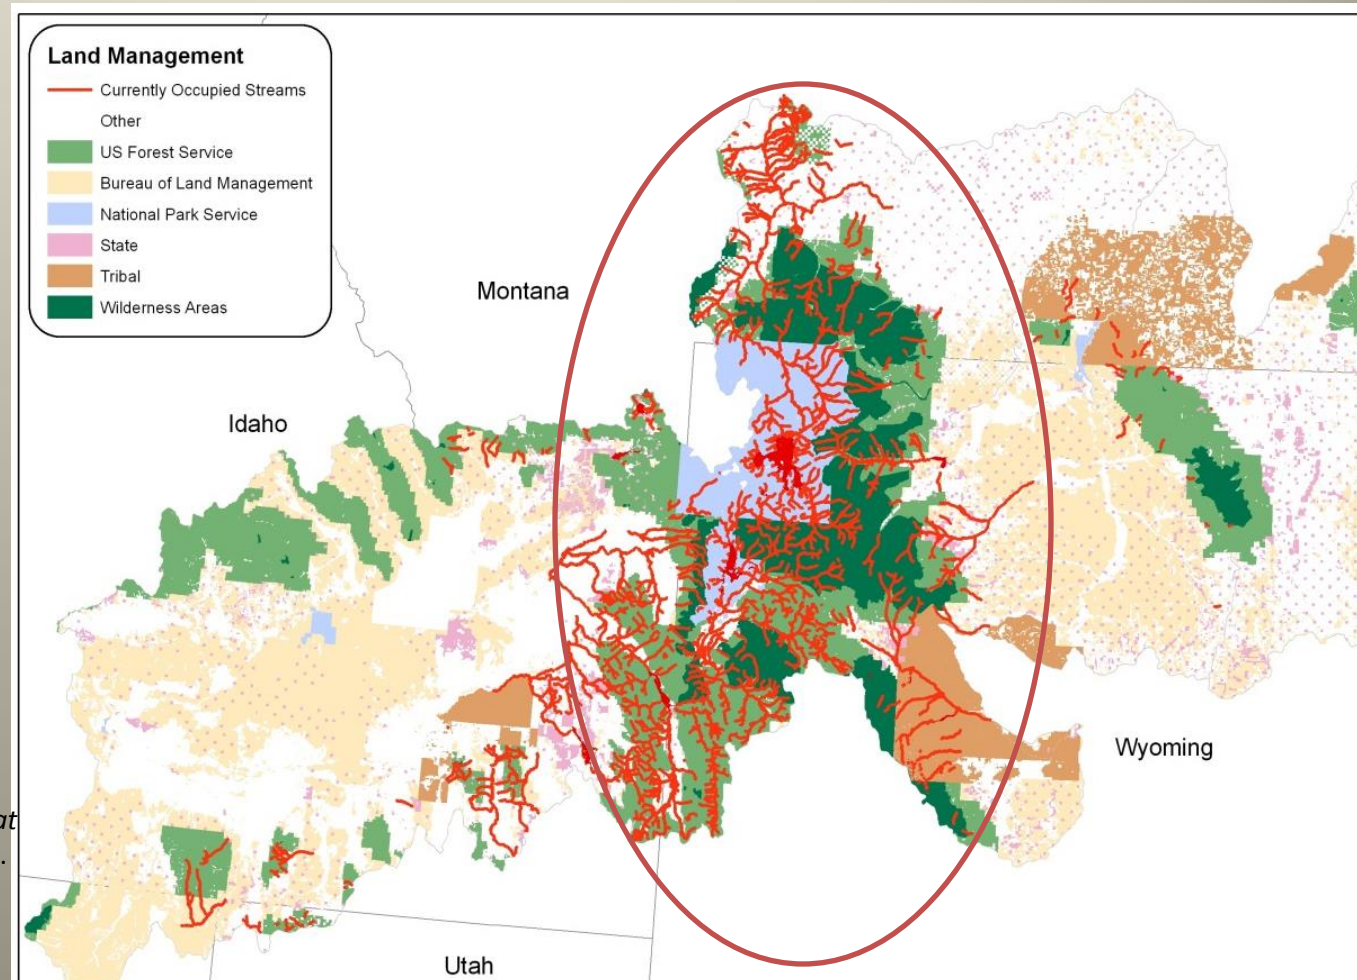 Land Management
Currently Occupied Streams
Other
US Forest Service
Bureau of Land Management
National Park Service
State
Tribal
Wilderness Areas
Montana
Idaho
Wyoming
at
.
Utah